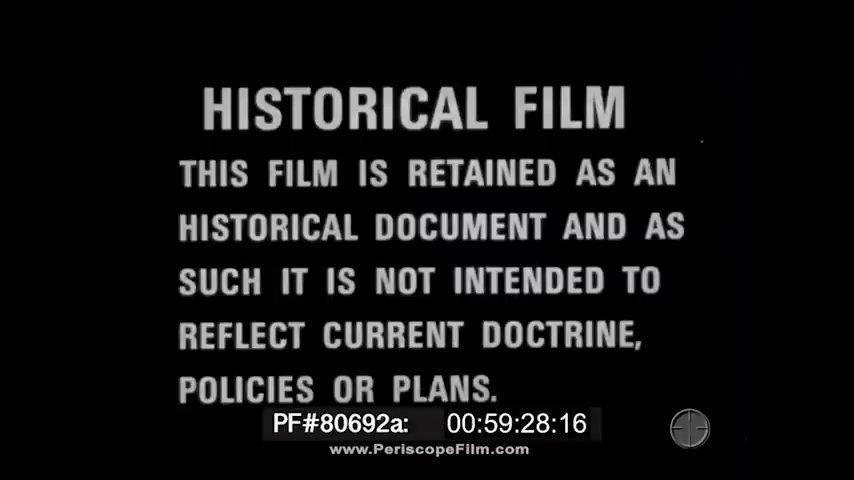 HISTORICAL FILM
THIS FILM IS RETAINED AS AN
HISTORICAL DOCUMENT AND AS
SUCH IT IS NOT INTENDED TO
REFLECT CURRENT DOCTRINE,
POLICIES OR PLANS.
PF#80692a: 00:59:28:16
www.PeriscopeFilm.com